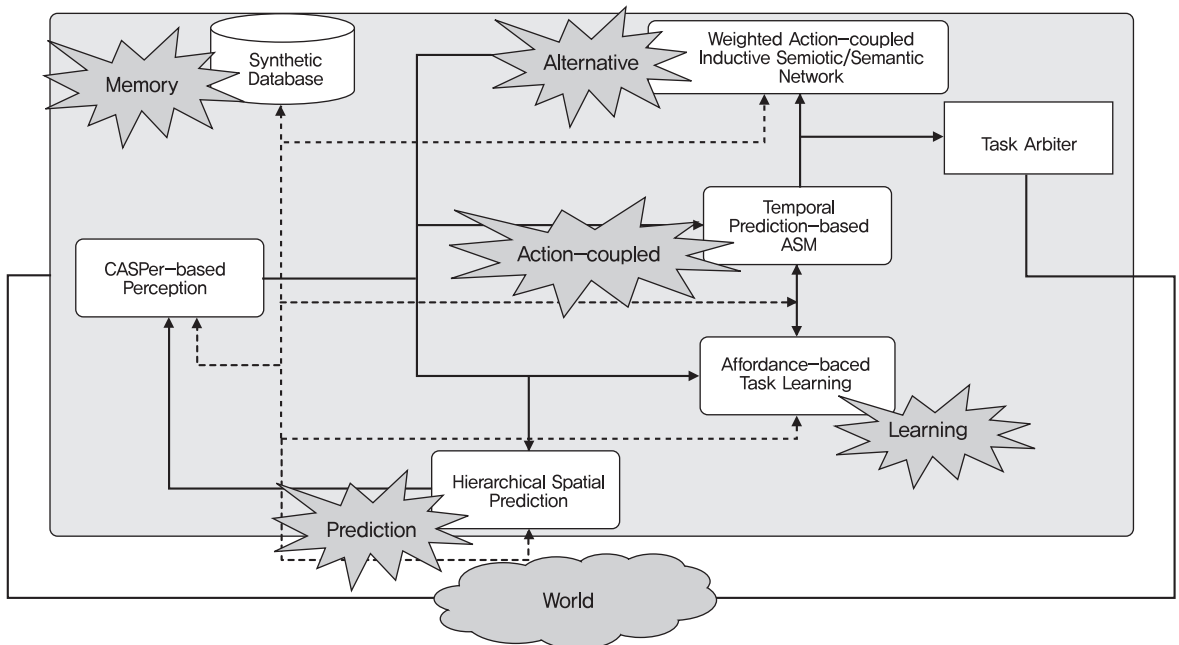 Memory
Synthetic
Database
Alternative
Weighted Action-coupled
Inductive Semiotic/Semantic
Network
Task Arbiter
Temporal
Prediction-based
ASM
Action-coupled
CASPer-based
Perception
Affordance-baced
Task Learning
Learning
Hierarchical Spatial
Prediction
Prediction
World